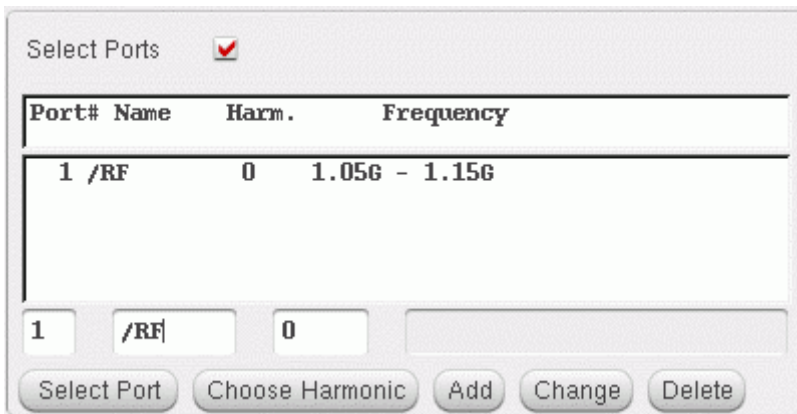 Select Ports
Port# Name Harm. Frequency
1 /RF 0 1.05G - 1.15G
1 /RF 0
Select Port Choose Harmonic Add Change Delete